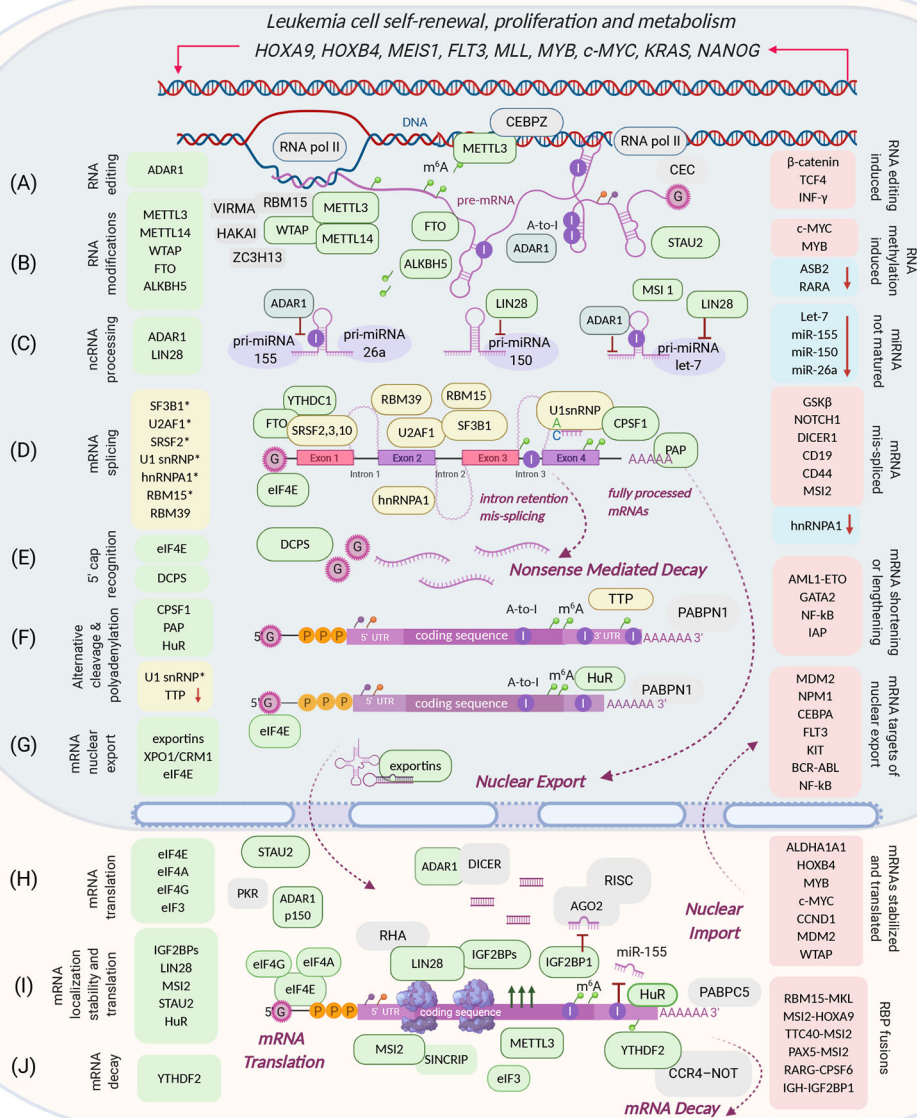 Leukemia cell self-renewal, proliferation and metabolism
HOXA9, HOXB4, MEIS1, FLT3, MLL, MYB, c-MYC, KRAS, NANOG
DNA
CEBPZ
RNA pol II
METTL3
RNA pol II
m6A
CEC
(A)
RNA editing
ADAR1
G
β-catenin
TCF4
INF-γ
RNA editing induced
(B)
RNA modifications
METTL3
METTL14
WTAP
FTO
ALKBH5
VIRMA
RBM15
METTL3
HAKAI
WTAP
METTL14
ZC3H13
FTO
ALKBH5
pre-mRNA
I
A-to-I
ADAR1
I
I
I
STAU2
c-MYC
MYB
ASB2
RARA
RNA methylation induced
(C)
ncRNA processing
ADAR1
LIN28
ADAR1
pri-miRNA
155
I
pri-miRNA
26a
LIN28
pri-miRNA
150
MSI 1
ADAR1
LIN28
I
pri-miRNA
let-7
Let-7
miR-155
miR-150
miR-26a
miRNA not matured
(D)
mRNA splicing
SF3B1*
U2AF1*
SRSF2*
U1 snRNP*
hnRNPA1*
RBM15*
RBM39
YTHDC1
FTO
SRSF2,3,10
RBM39
RBM15
U2AF1
SF3B1
U1snRNP
A
C
CPSF1
PAP
G
Exon 1
Exon 2
Exon 3
I
Exon 4
AAAAA
Intron 1
Intron 2
Intron 3
eIF4E
hnRNPA1
intron retention
mis-splicing
fully processed
mRNAs
GSKβ
NOTCH1
DICER1
CD19
CD44
MSI2
hnRNPA1
mRNA mis-spliced
(E)
5' cap recognition
eIF4E
DCPS
DCPS
G
G
Nonsense Mediated Decay
AML1-ETO
GATA2
NF-kB
IAP
mRNA shortening or lengthening
(F)
Alternative cleavage & polyadenylation
CPSF1
PAP
HuR
U1 snRNP*
TTP
A-to-I
m6A
TTP
PABPN1
5'
G
P
P
P
5' UTR
coding sequence
I
I
3' UTR
I
AAAAAA 3'
A-to-I
m6A
HuR
PABPN1
5'
G
P
P
P
5' UTR
coding sequence
I
I
AAAAAA 3'
eIF4E
(G)
mRNA nuclear export
exportins
XPO1/CRM1
eIF4E
exportins
Nuclear Export
MDM2
NPM1
CEBPA
FLT3
KIT
BCR-ABL
NF-kB
mRNA targets of nuclear export
(H)
mRNA translation
eIF4E
eIF4A
eIF4G
eIF3
STAU2
PKR
ADAR1
p150
ADAR1
DICER
RISC
AGO2
Nuclear
Import
ALDHA1A1
HOXB4
MYB
c-MYC
CCND1
MDM2
WTAP
mRNAs stabilized and translated
(I)
mRNA localization stability and translation
IGF2BPs
LIN28
MSI2
STAU2
HuR
RHA
LIN28
IGF2BPs
IGF2BP1
miR-155
eIF4G
eIF4A
eIF4E
m6A
HuR
PABPC5
5'
G
P
P
P
5' UTR
coding sequence
I
I
AAAAAA 3'
mRNA
Translation
MSI2
SINCRIP
METTL3
eIF3
YTHDF2
CCR4–NOT
RBM15-MKL
MSI2-HOXA9
TTC40-MSI2
PAX5-MSI2
RARG-CPSF6
IGH-IGF2BP1
RBP fusions
(J)
mRNA decay
YTHDF2
mRNA Decay